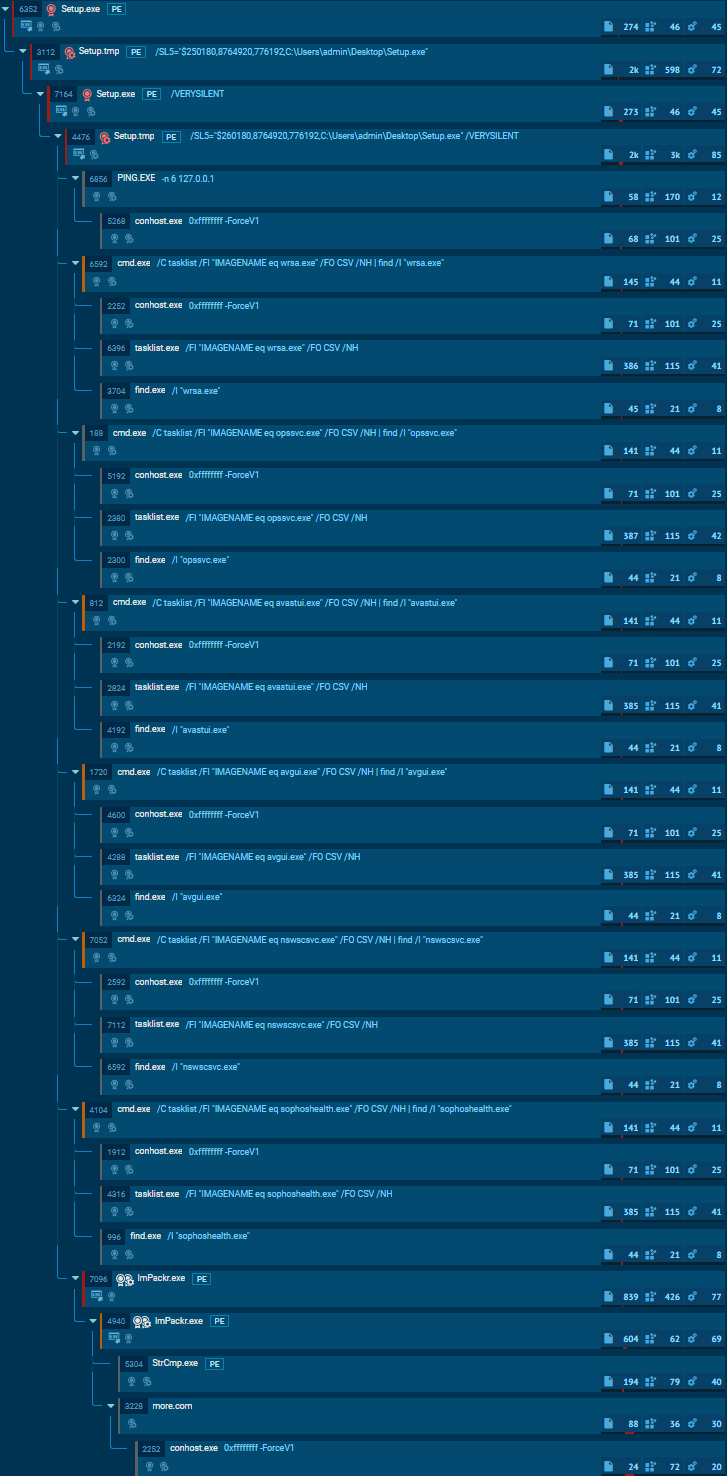 6352 Setup.exe PE
274 46 45
3112 Setup.tmp PE /SL5="$250180,8764920,776192,C:\Users\admin\Desktop\Setup.exe"
2k 598 72
7164 Setup.exe PE /VERYSILENT
273 46 45
4476 Setup.tmp PE /SL5="$260180,8764920,776192,C:\Users\admin\Desktop\Setup.exe" /VERYSILENT
2k 3k 85
6856 PING.EXE -n 6 127.0.0.1
58 170 12
5268 conhost.exe 0xffffffff -ForceV1
68 101 25
6592 cmd.exe /C tasklist /FI "IMAGENAME eq wrsa.exe" /FO CSV /NH | find /I "wrsa.exe"
145 44 11
2252 conhost.exe 0xffffffff -ForceV1
71 101 25
6396 tasklist.exe /FI "IMAGENAME eq wrsa.exe" /FO CSV /NH
386 115 41
3704 find.exe /I "wrsa.exe"
45 21 8
188 cmd.exe /C tasklist /FI "IMAGENAME eq opssvc.exe" /FO CSV /NH | find /I "opssvc.exe"
141 44 11
5192 conhost.exe 0xffffffff -ForceV1
71 101 25
2380 tasklist.exe /FI "IMAGENAME eq opssvc.exe" /FO CSV /NH
387 115 42
2300 find.exe /I "opssvc.exe"
44 21 8
812 cmd.exe /C tasklist /FI "IMAGENAME eq avastui.exe" /FO CSV /NH | find /I "avastui.exe"
141 44 11
2192 conhost.exe 0xffffffff -ForceV1
71 101 25
2824 tasklist.exe /FI "IMAGENAME eq avastui.exe" /FO CSV /NH
385 115 41
4192 find.exe /I "avastui.exe"
44 21 8
1720 cmd.exe /C tasklist /FI "IMAGENAME eq avgui.exe" /FO CSV /NH | find /I "avgui.exe"
141 44 11
4600 conhost.exe 0xffffffff -ForceV1
71 101 25
4288 tasklist.exe /FI "IMAGENAME eq avgui.exe" /FO CSV /NH
385 115 41
6324 find.exe /I "avgui.exe"
44 21 8
7052 cmd.exe /C tasklist /FI "IMAGENAME eq nswscsvc.exe" /FO CSV /NH | find /I "nswscsvc.exe"
141 44 11
2592 conhost.exe 0xffffffff -ForceV1
71 101 25
7112 tasklist.exe /FI "IMAGENAME eq nswscsvc.exe" /FO CSV /NH
385 115 41
6592 find.exe /I "nswscsvc.exe"
44 21 8
4104 cmd.exe /C tasklist /FI "IMAGENAME eq sophoshealth.exe" /FO CSV /NH | find /I "sophoshealth.exe"
141 44 11
1912 conhost.exe 0xffffffff -ForceV1
71 101 25
4316 tasklist.exe /FI "IMAGENAME eq sophoshealth.exe" /FO CSV /NH
385 115 41
996 find.exe /I "sophoshealth.exe"
44 21 8
7096 ImPackr.exe PE
839 426 77
4940 ImPackr.exe PE
604 62 69
5304 StrCmp.exe PE
194 79 40
3228 more.com
88 36 30
2252 conhost.exe 0xffffffff -ForceV1
24 72 20